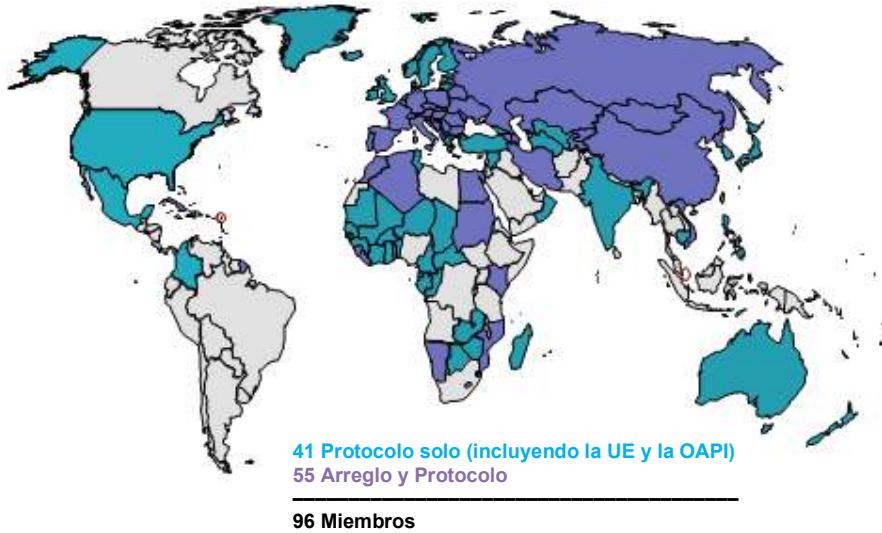 41 Protocolo solo (incluyendo la UE y la OAPI)
55 Arreglo y Protocolo
96 Miembros